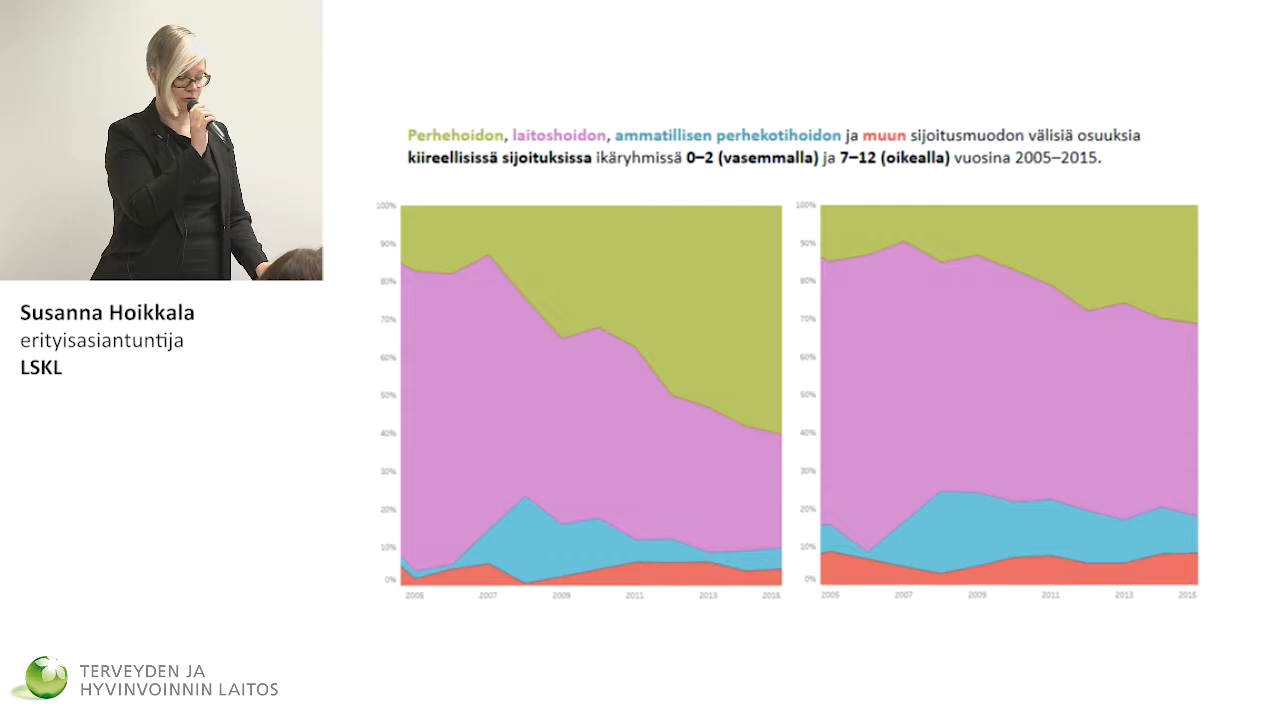 Perhehoidon, laitoshoidon, ammatillisen perhekotihoidon ja muun sijoitusmuodon välisiä osuuksia
kiireellisissä sijoituksissa ikäryhmissä 0–2 (vasemmalla) ja 7–12 (oikealla) vuosina 2005–2015.
Susanna Hoikkala
erityisasiantuntija
LSKL
100%
90%
80%
70%
60%
50%
40%
30%
20%
10%
0%
2005 2007 2009 2011 2013 2015
100%
90%
80%
70%
60%
50%
40%
30%
20%
10%
0%
2005 2007 2009 2011 2013 2015
TERVEYDEN JA
HYVINVOINNIN LAITOS